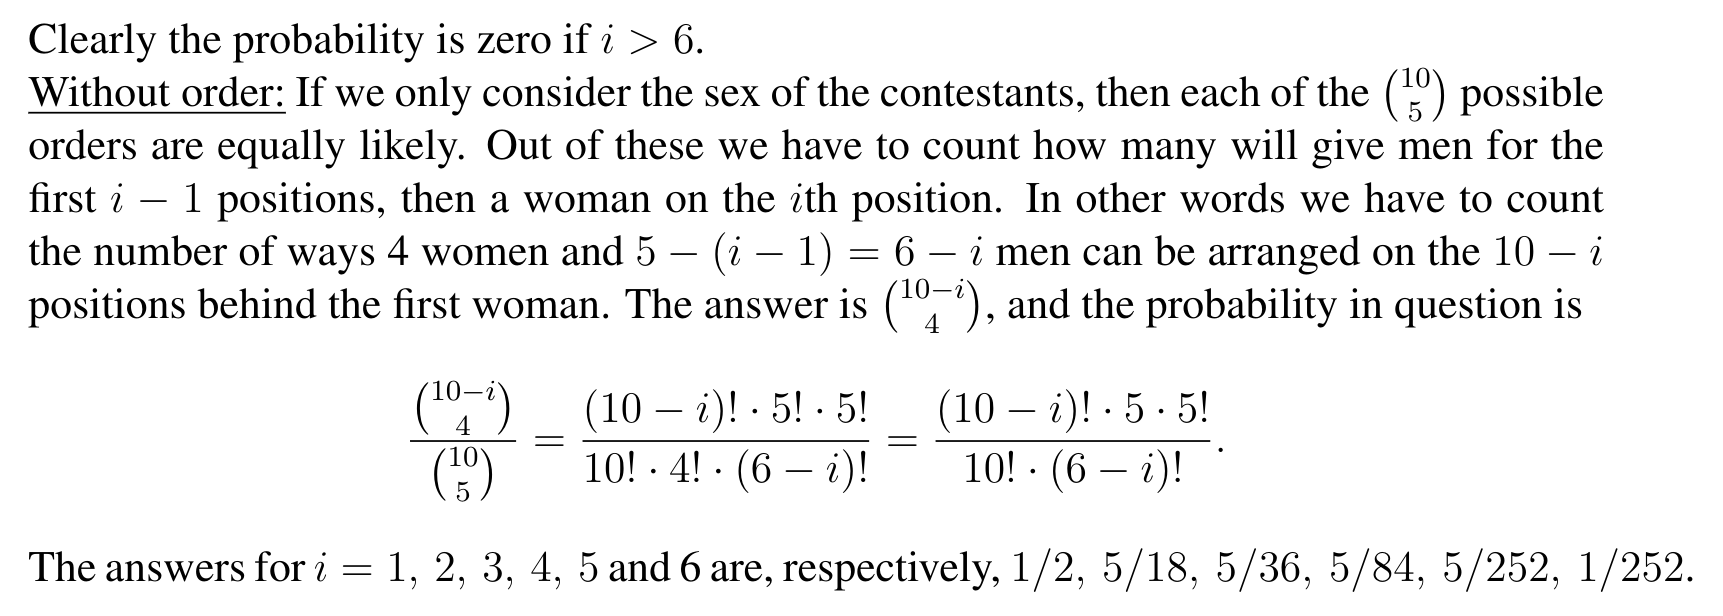 Clearly the probability is zero if $i > 6$.
Without order: If we only consider the sex of the contestants, then each of the $\binom{10}{5}$ possible
orders are equally likely. Out of these we have to count how many will give men for the
first $i - 1$ positions, then a woman on the $i$th position. In other words we have to count
the number of ways 4 women and $5 - (i - 1) = 6 - i$ men can be arranged on the $10 - i$
positions behind the first woman. The answer is $\binom{10-i}{4}$, and the probability in question is
$\frac{\binom{10-i}{4}}{\binom{10}{5}} = \frac{(10 - i)! \cdot 5! \cdot 5!}{10! \cdot 4! \cdot (6 - i)!} = \frac{(10 - i)! \cdot 5 \cdot 5!}{10! \cdot (6 - i)!}.$
The answers for $i = 1, 2, 3, 4, 5$ and 6 are, respectively, $1/2, 5/18, 5/36, 5/84, 5/252, 1/252$.